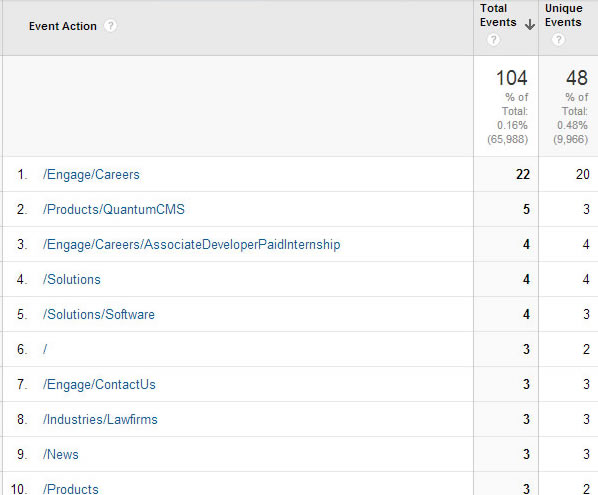 Event Action ?
Total Events ?
Unique Events ?
104
% of Total: 0.16% (65,988)
48
% of Total: 0.48% (9,966)
1. /Engage/Careers 22 20
2. /Products/QuantumCMS 5 3
3. /Engage/Careers/AssociateDeveloperPaidInternship 4 4
4. /Solutions 4 4
5. /Solutions/Software 4 3
6. / 3 2
7. /Engage/ContactUs 3 3
8. /Industries/Lawfirms 3 3
9. /News 3 3
10. /Products 3 2